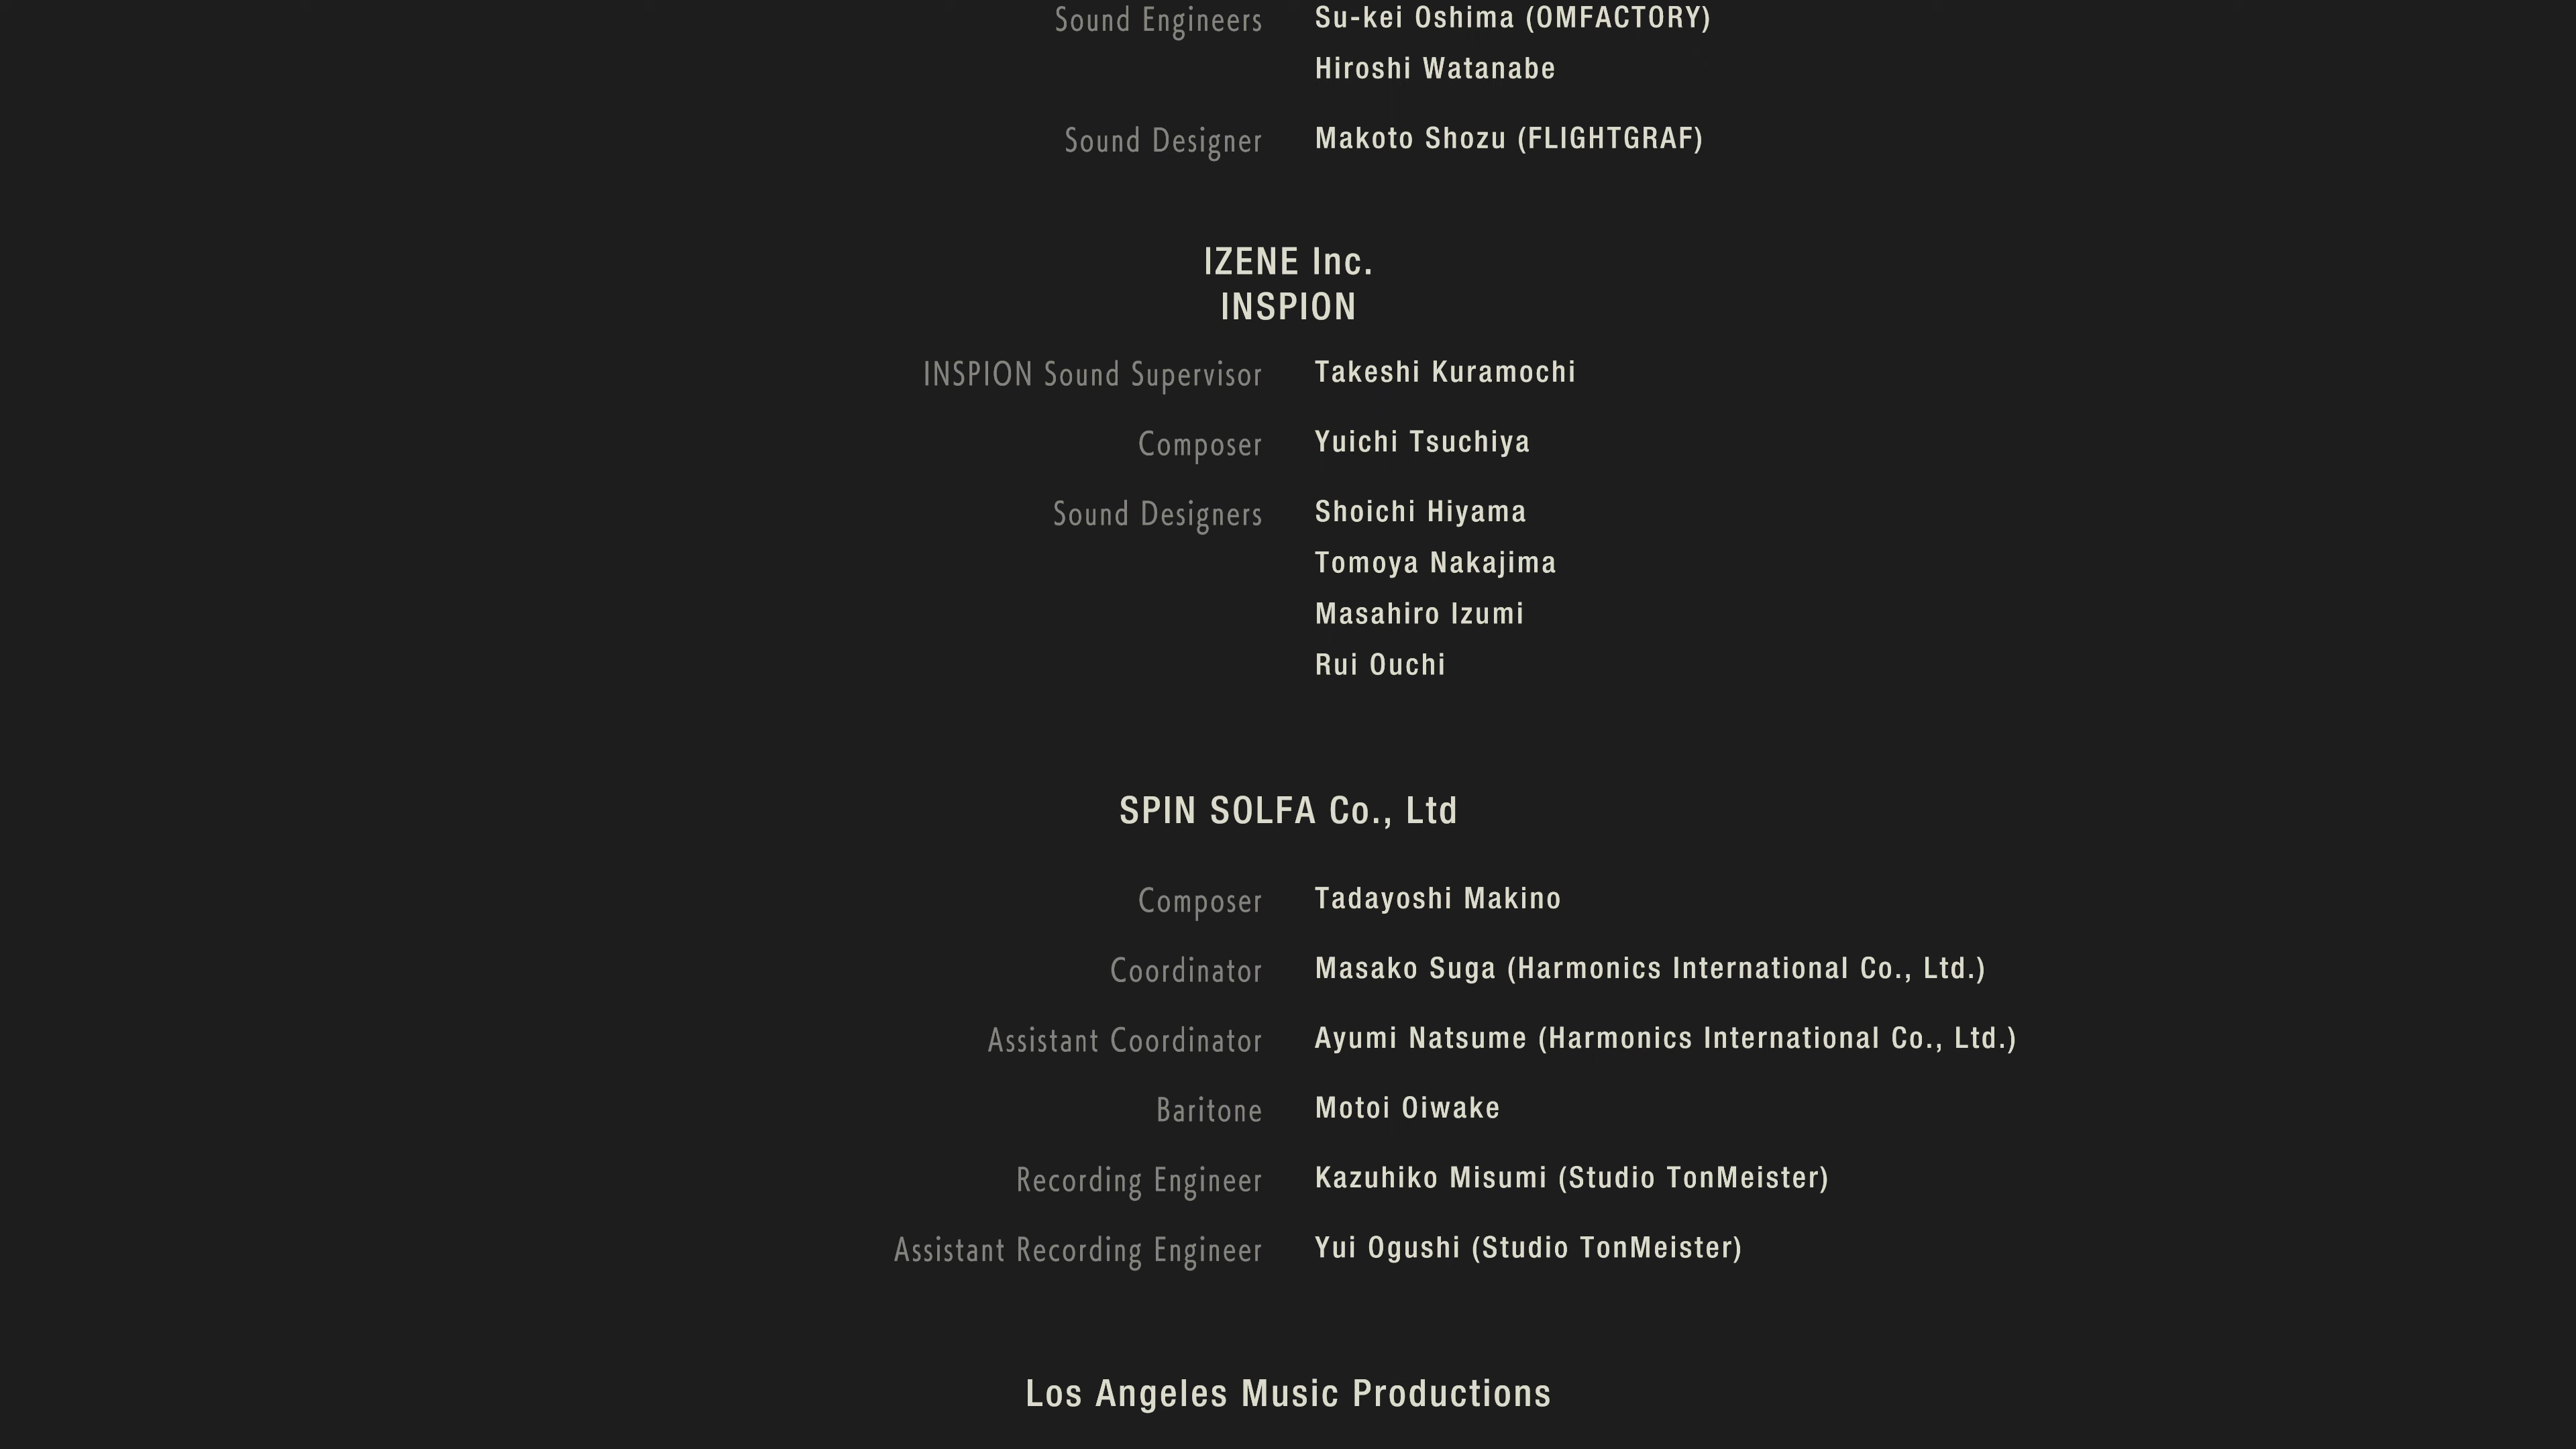 Sound Engineers Su-kei Oshima (OMFACTORY)
Hiroshi Watanabe
Sound Designer Makoto Shozu (FLIGHTGRAF)
IZENE Inc.
INSPION
INSPION Sound Supervisor Takeshi Kuramochi
Composer Yuichi Tsuchiya
Sound Designers Shoichi Hiyama
Tomoya Nakajima
Masahiro Izumi
Rui Ouchi
SPIN SOLFA Co., Ltd
Composer Tadayoshi Makino
Coordinator Masako Suga (Harmonics International Co., Ltd.)
Assistant Coordinator Ayumi Natsume (Harmonics International Co., Ltd.)
Baritone Motoi Oiwake
Recording Engineer Kazuhiko Misumi (Studio TonMeister)
Assistant Recording Engineer Yui Ogushi (Studio TonMeister)
Los Angeles Music Productions